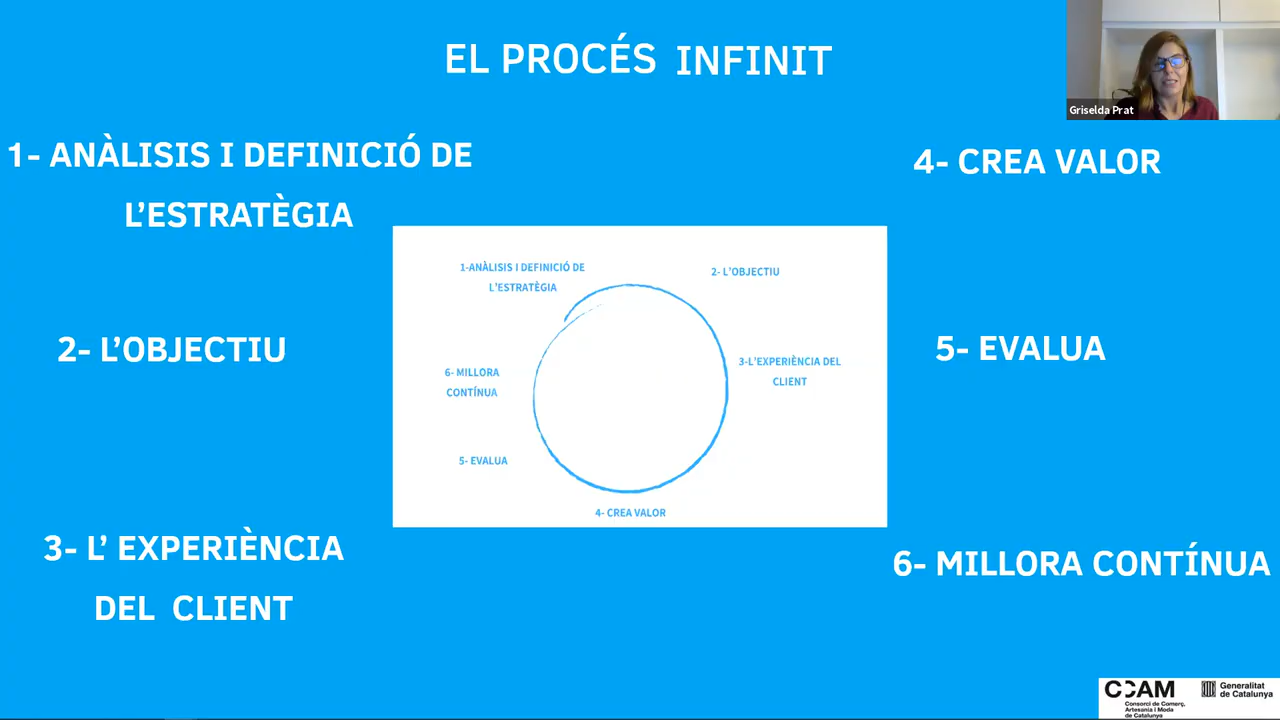 EL PROCÉS INFINIT
Griselda Prat
1- ANÀLISIS I DEFINICIÓ DE
L'ESTRATÈGIA
2- L'OBJECTIU
3- L' EXPERIÈNCIA
DEL CLIENT
1-ANÀLISIS I DEFINICIÓ DE
L'ESTRATÈGIA
2- L'OBJECTIU
3-L'EXPERIÈNCIA DEL
CLIENT
4- CREA VALOR
5- EVALUA
6- MILLORA
CONTÍNUA
4- CREA VALOR
5- EVALUA
6- MILLORA CONTÍNUA
CCAM
Consorci de Comerç,
Artesania i Moda
de Catalunya
Generalitat
de Catalunya